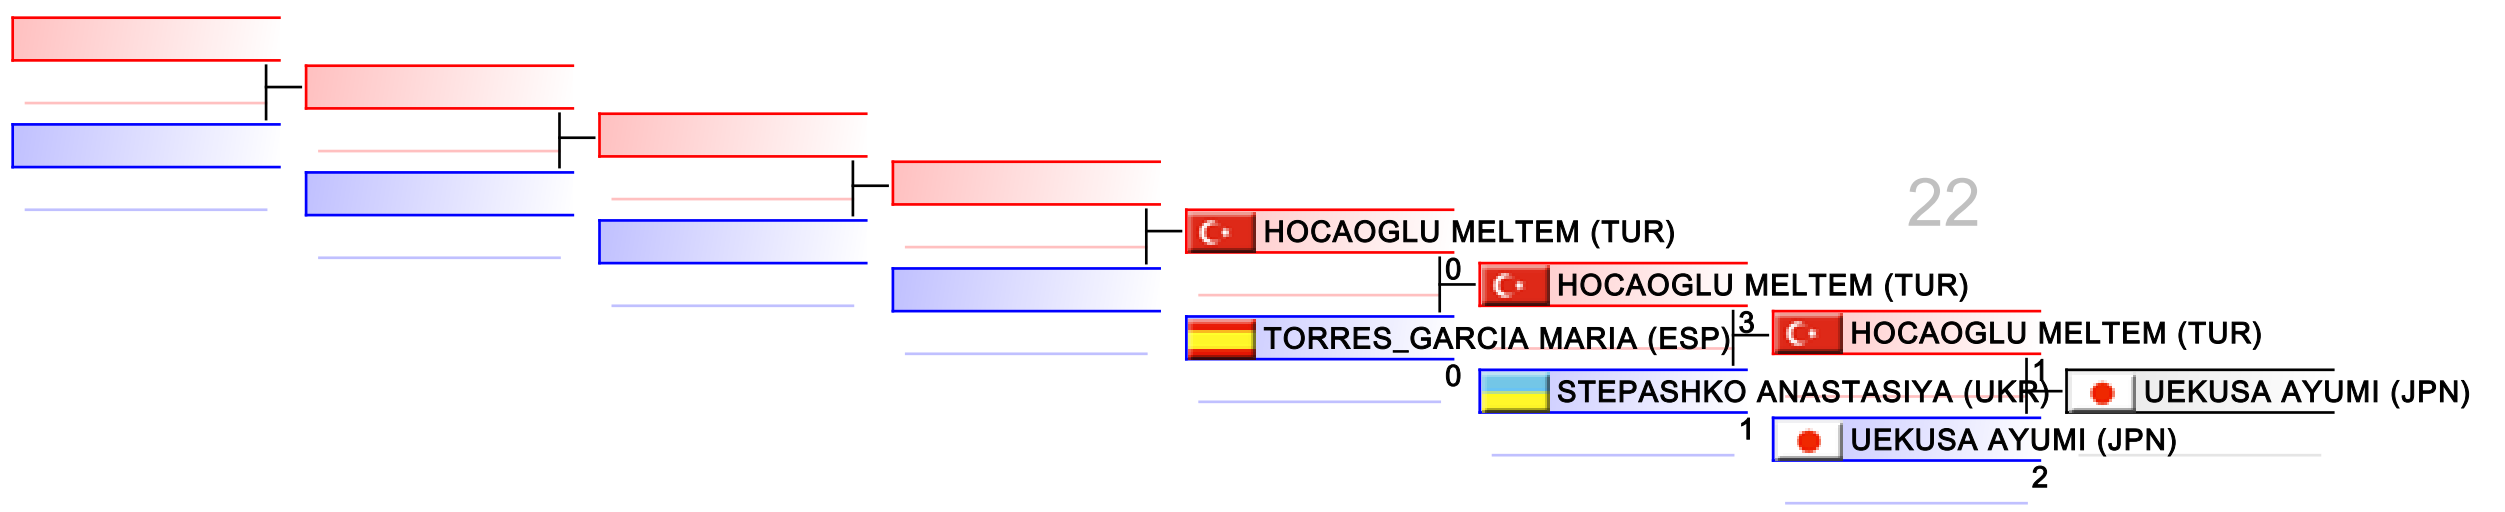 22
HOCAOGLU MELTEM (TUR)
0
HOCAOGLU MELTEM (TUR)
TORRES_GARCIA MARIA (ESP)
3
HOCAOGLU MELTEM (TUR)
0
STEPASHKO ANASTASIYA (UKR)
1
UEKUSA AYUMI (JPN)
1
UEKUSA AYUMI (JPN)
2